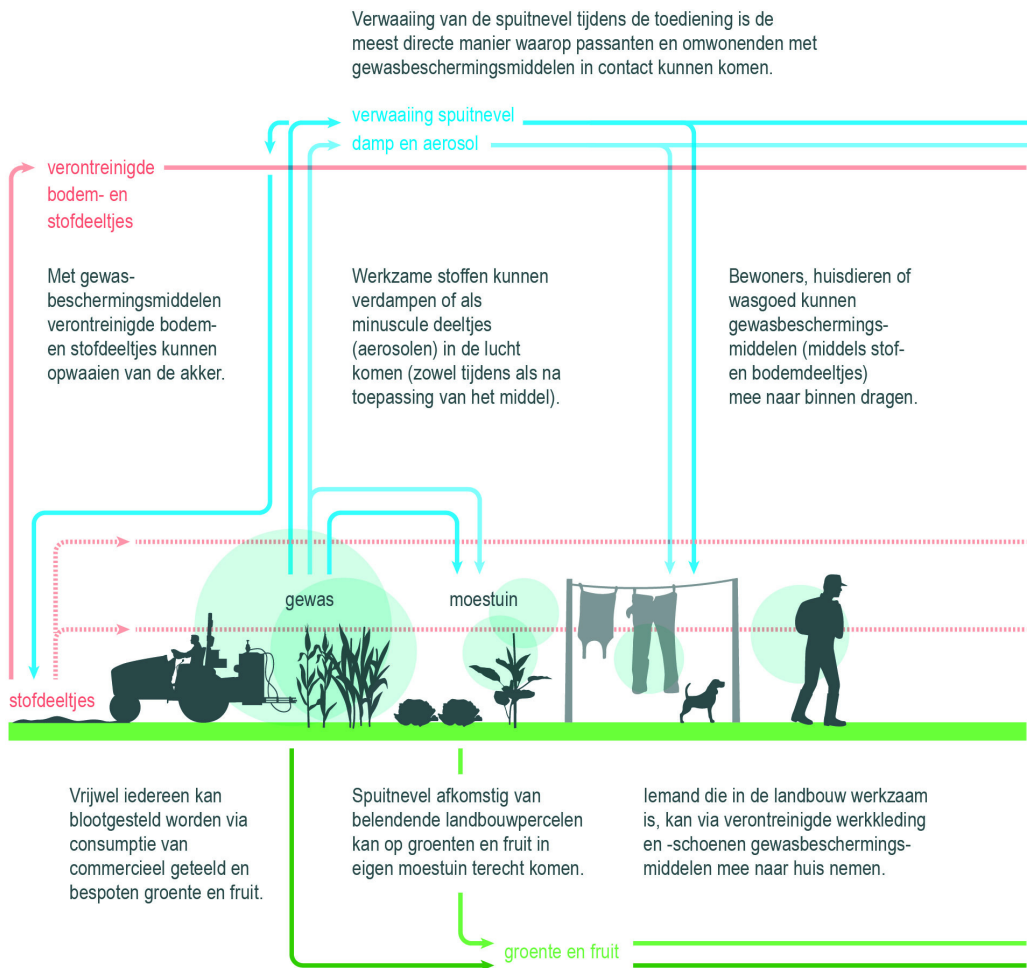 Verwaaiing van de spuitnevel tijdens de toediening is de
meest directe manier waarop passanten en omwonenden met
gewasbeschermingsmiddelen in contact kunnen komen.
verwaaiing spuitnevel
damp en aerosol
verontreinigde
bodem- en
stofdeeltjes
Met gewas-
beschermingsmiddelen
verontreinigde bodem-
en stofdeeltjes kunnen
opwaaien van de akker.
Werkzame stoffen kunnen
verdampen of als
minuscule deeltjes
(aerosolen) in de lucht
komen (zowel tijdens als na
toepassing van het middel).
Bewoners, huisdieren of
wasgoed kunnen
gewasbeschermings-
middelen (middels stof-
en bodemdeeltjes)
mee naar binnen dragen.
gewas
moestuin
stofdeeltjes
Vrijwel iedereen kan
blootgesteld worden via
consumptie van
commercieel geteeld en
bespoten groente en fruit.
Spuitnevel afkomstig van
belendende landbouwpercelen
kan op groenten en fruit in
eigen moestuin terecht komen.
Iemand die in de landbouw werkzaam
is, kan via verontreinigde werkkleding
en -schoenen gewasbeschermings-
middelen mee naar huis nemen.
groente en fruit